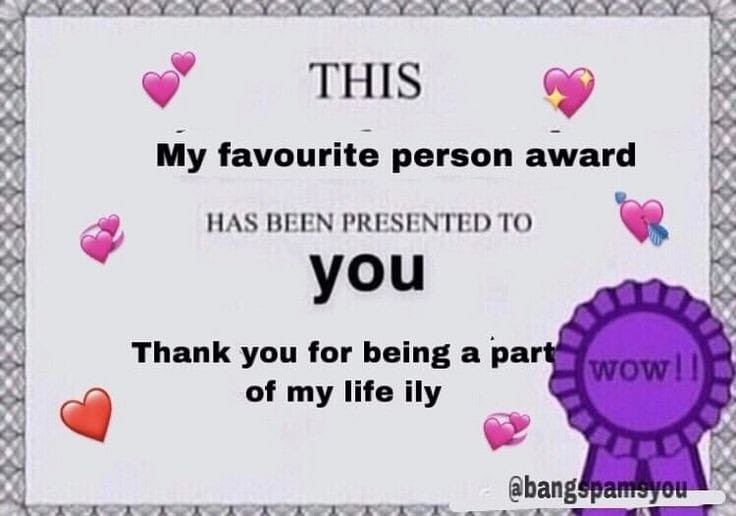 THIS
My favourite person award
HAS BEEN PRESENTED TO
you
Thank you for being a part
of my life ily
wow!!
@bangspamsyou